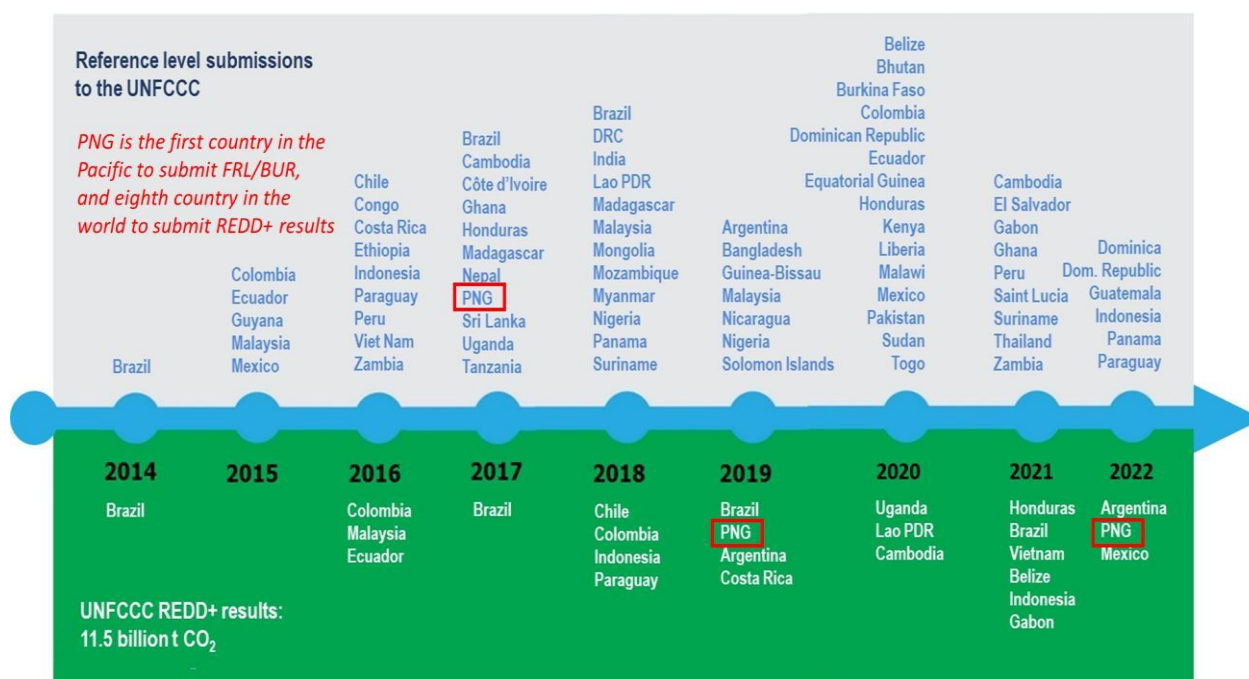 Reference level submissions
to the UNFCCC
PNG is the first country in the
Pacific to submit FRL/BUR,
and eighth country in the
world to submit REDD+ results
Brazil
Colombia
Ecuador
Guyana
Malaysia
Mexico
Chile
Congo
Costa Rica
Ethiopia
Indonesia
Paraguay
Peru
Viet Nam
Zambia
Brazil
Cambodia
Côte d'Ivoire
Ghana
Honduras
Madagascar
Nepal
PNG
Sri Lanka
Uganda
Tanzania
Brazil
DRC
India
Lao PDR
Madagascar
Malaysia
Mongolia
Mozambique
Myanmar
Nigeria
Panama
Suriname
Argentina
Bangladesh
Guinea-Bissau
Malaysia
Nicaragua
Nigeria
Solomon Islands
Belize
Bhutan
Burkina Faso
Colombia
Dominican Republic
Ecuador
Equatorial Guinea
Honduras
Kenya
Liberia
Malawi
Mexico
Pakistan
Sudan
Togo
Cambodia
El Salvador
Gabon
Ghana
Peru
Saint Lucia
Suriname
Thailand
Zambia
Dominica
Dom. Republic
Guatemala
Indonesia
Panama
Paraguay
2014
Brazil
2015
2016
Colombia
Malaysia
Ecuador
2017
Brazil
2018
Chile
Colombia
Indonesia
Paraguay
2019
Brazil
PNG
Argentina
Costa Rica
2020
Uganda
Lao PDR
Cambodia
2021
Honduras
Brazil
Vietnam
Belize
Indonesia
Gabon
2022
Argentina
PNG
Mexico
UNFCCC REDD+ results:
11.5 billion t CO₂